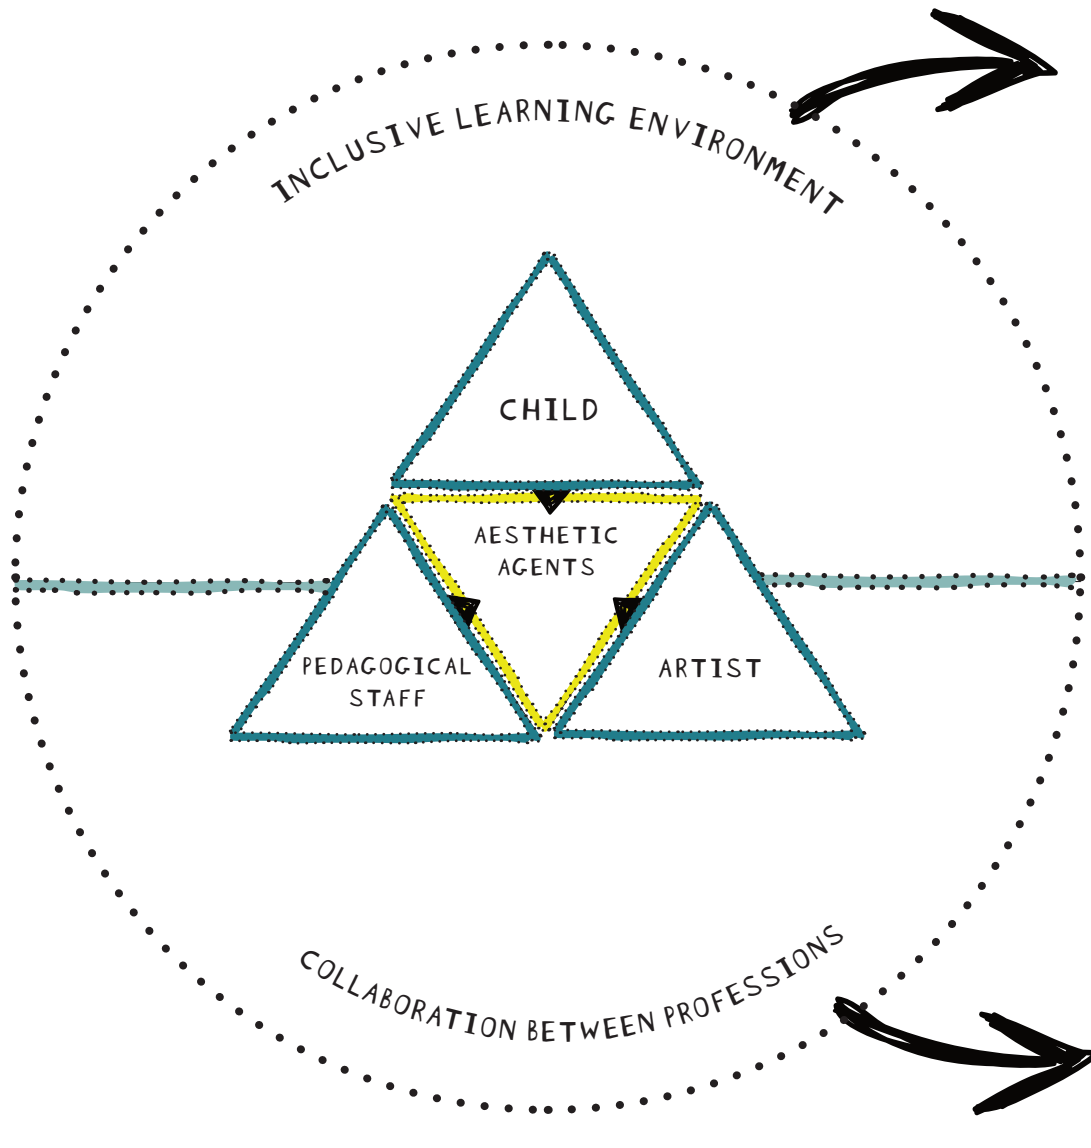 INCLUSIVE LEARNING ENVIRONMENT
CHILD
AESTHETIC
AGENTS
PEDAGOGICAL
STAFF
ARTIST
COLLABORATION BETWEEN PROFESSIONS